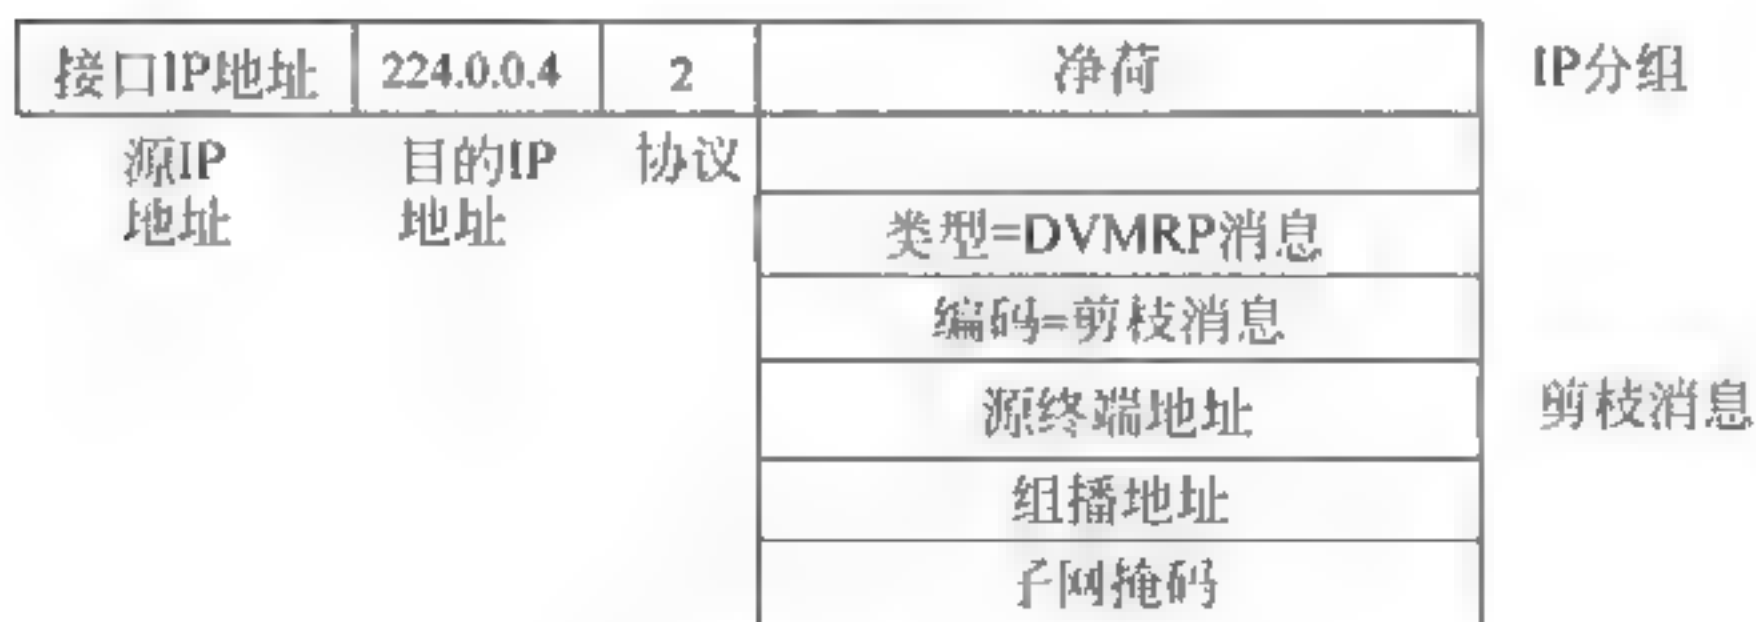 接口IP地址 224.0.0.4 2 净荷 IP分组
源IP地址 目的IP地址 协议
类型=DVMRP消息
编码=剪枝消息
源终端地址 剪枝消息
组播地址
子网掩码